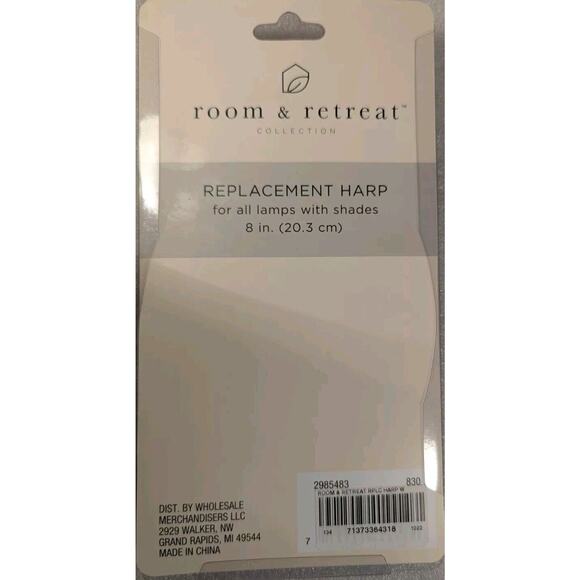 room & retreat™
COLLECTION
REPLACEMENT HARP
for all lamps with shades
8 in. (20.3 cm)
2985483 830
ROOM & RETREAT RPLC HARP W
DIST. BY WHOLESALE
MERCHANDISERS LLC
2929 WALKER, NW
GRAND RAPIDS, MI 49544
MADE IN CHINA
7 134 71373364318 1022